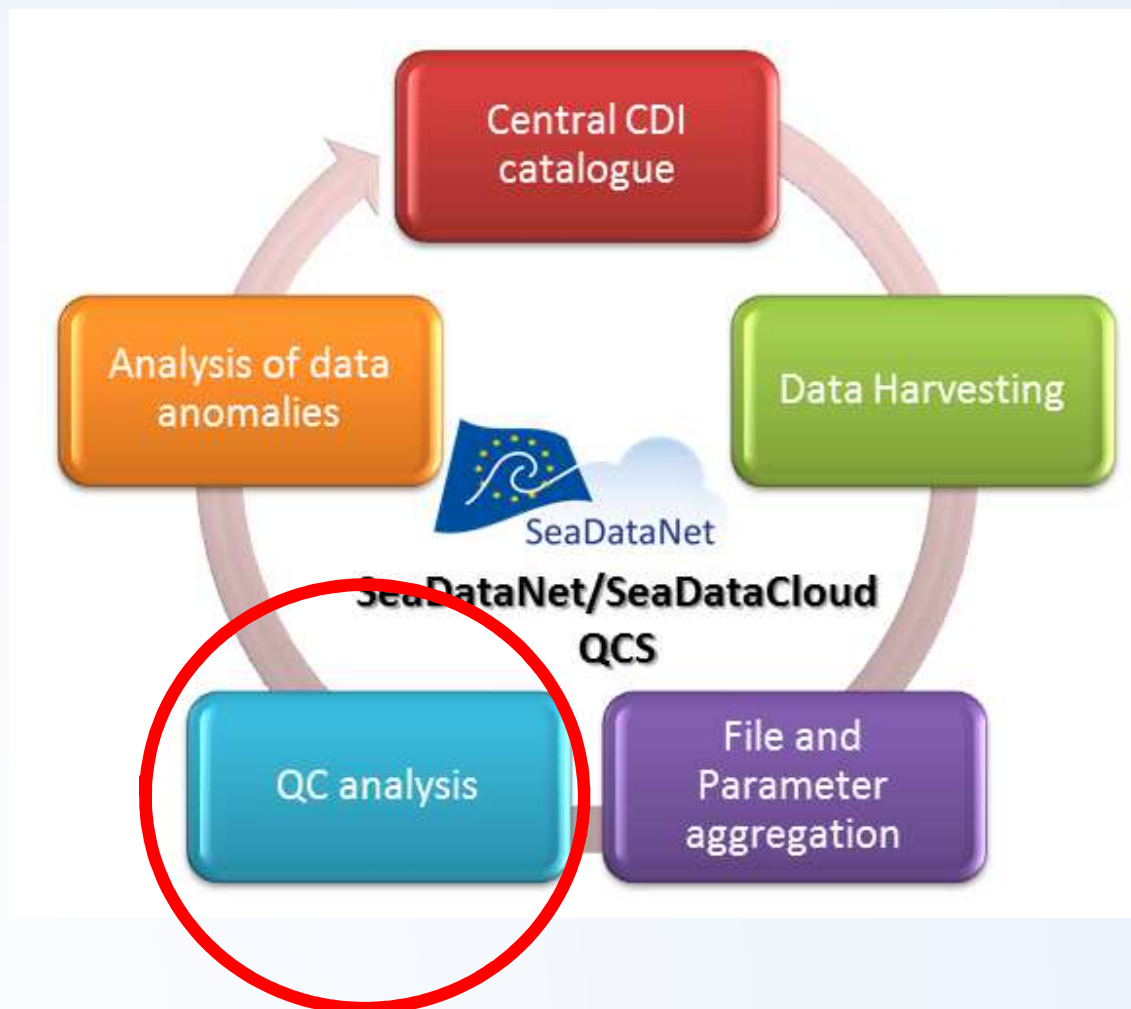 Central CDI
catalogue
Analysis of data
anomalies
Data Harvesting
SeaDataNet
SeaDataNet/SeaDataCloud
QCS
QC analysis
File and
Parameter
aggregation